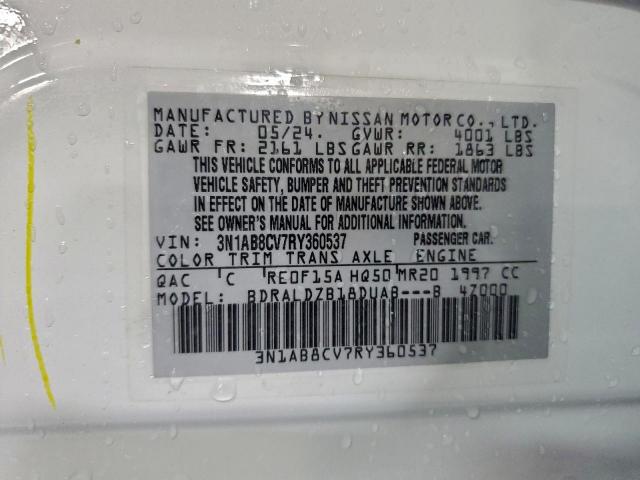 MANUFACTURED BY NISSAN MOTOR CO., LTD.
DATE: 05/24. GVWR: 4001 LBS
GAWR FR: 2161 LBS GAWR RR: 1863 LBS
THIS VEHICLE CONFORMS TO ALL APPLICABLE FEDERAL MOTOR
VEHICLE SAFETY, BUMPER AND THEFT PREVENTION STANDARDS
IN EFFECT ON THE DATE OF MANUFACTURE SHOWN ABOVE.
SEE OWNER'S MANUAL FOR ADDITIONAL INFORMATION.
VIN: 3N1AB8CV7RY360537 PASSENGER CAR.
COLOR TRIM TRANS AXLE ENGINE
QAC C RE0F15A HQ50 MR20 1997 CC
MODEL: BDRALDZB18DUAB---B 47000
3N1AB8CV7RY360537